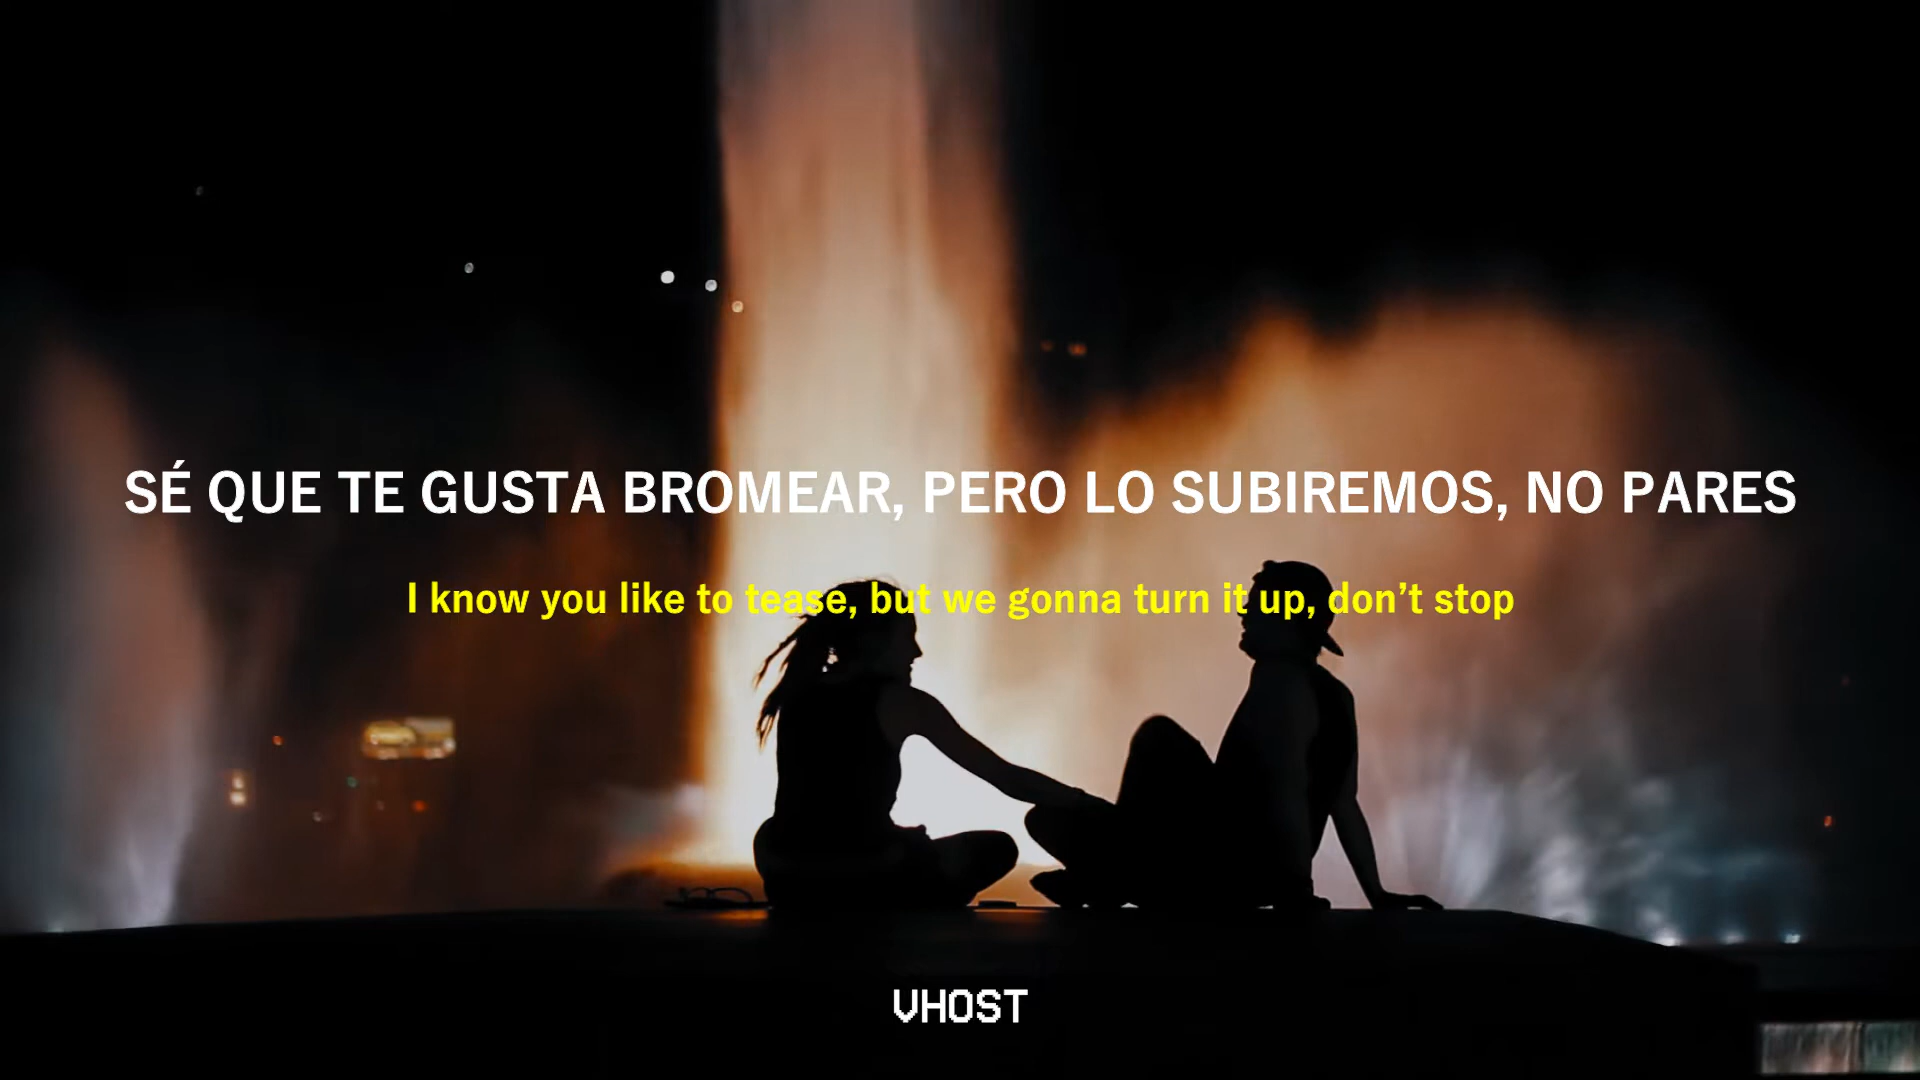 SÉ QUE TE GUSTA BROMEAR, PERO LO SUBIREMOS, NO PARES
I know you like to tease, but we gonna turn it up, don’t stop
VHOST